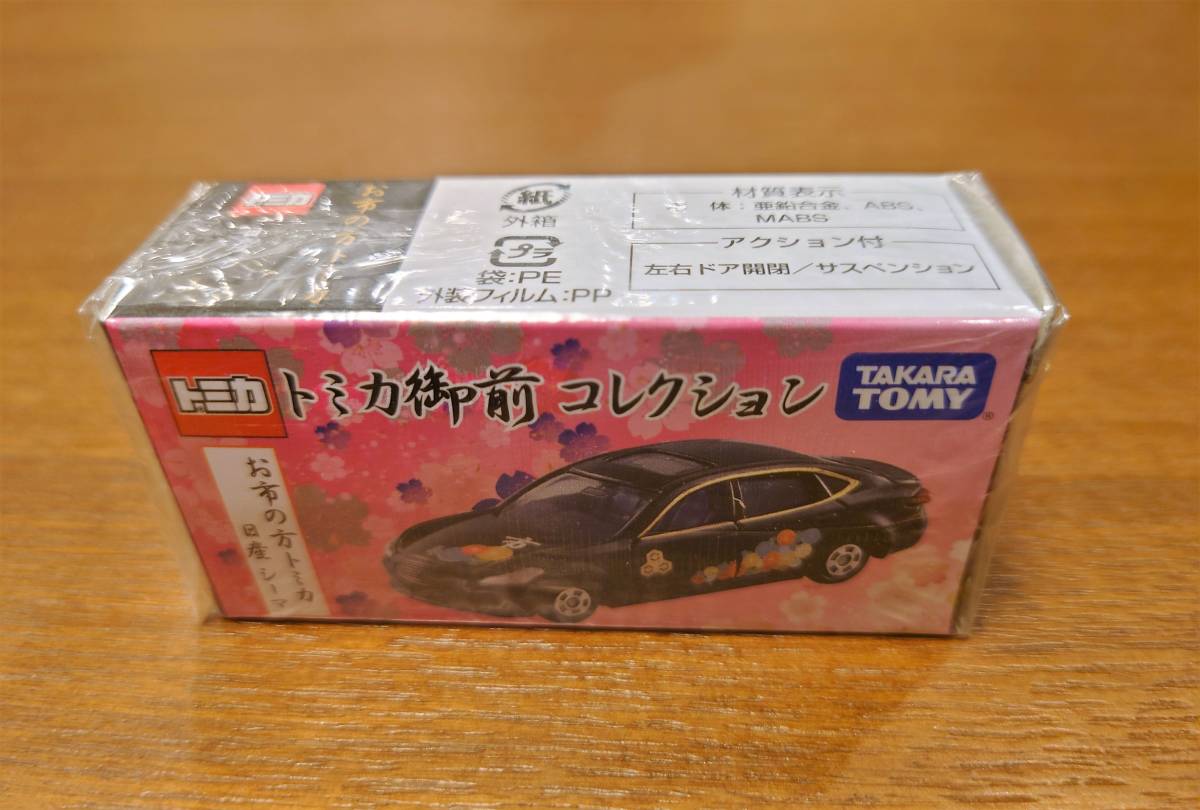 トミカ
お市の方トミカ
紙
外箱
プラ
袋:PE
外装フィルム:PP
材質表示
体:亜鉛合金、ABS、
MABS
アクション付
左右ドア開閉/サスペンション
トミカ
トミカ御前 コレクション
TAKARA
TOMY®
お市の方トミカ
日産 シーマ